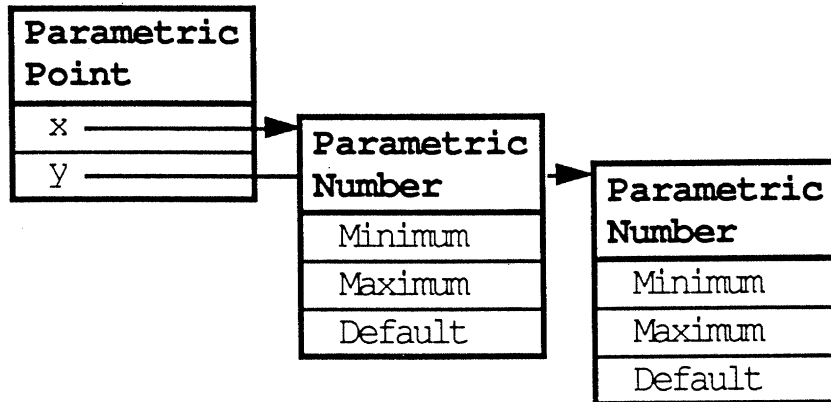 Parametric
Point
x
y
Parametric
Number
Minimum
Maximum
Default
Parametric
Number
Minimum
Maximum
Default